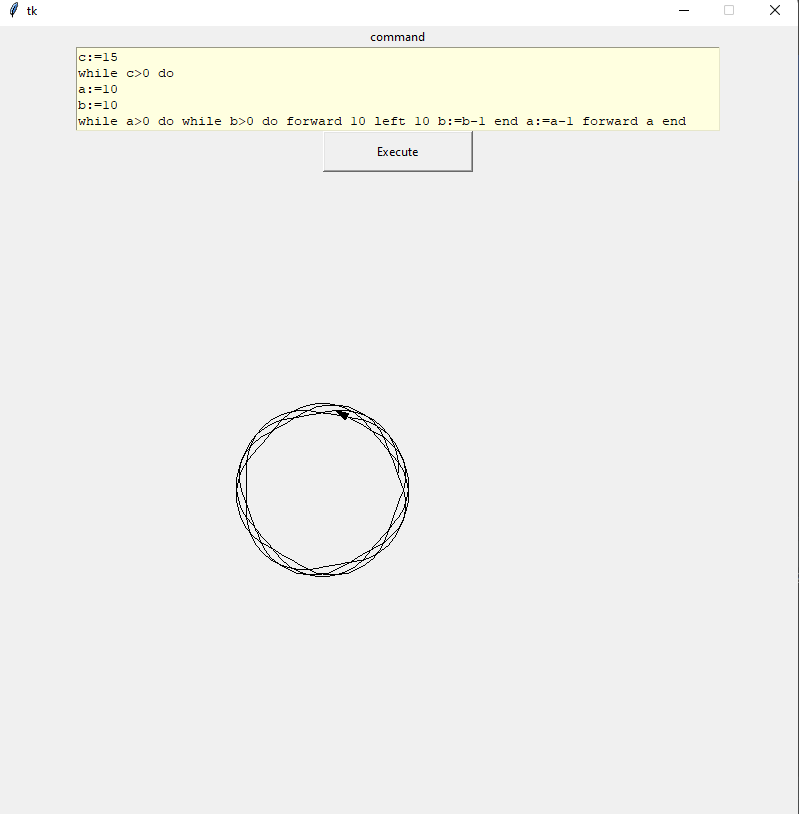 tk
command
c:=15
while c>0 do
a:=10
b:=10
while a>0 do while b>0 do forward 10 left 10 b:=b-1 end a:=a-1 forward a end
Execute